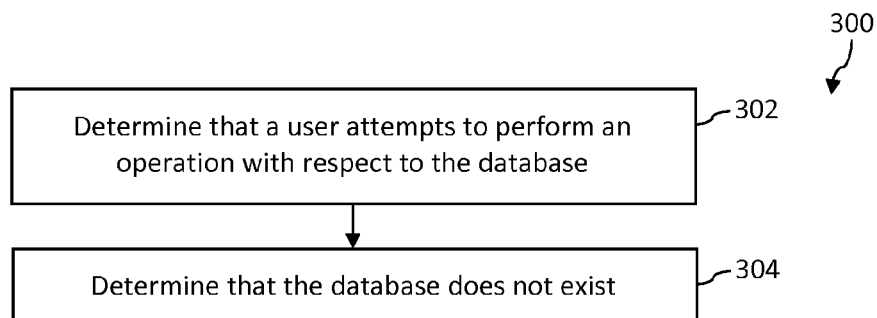 300
Determine that a user attempts to perform an
operation with respect to the database
302
Determine that the database does not exist
304